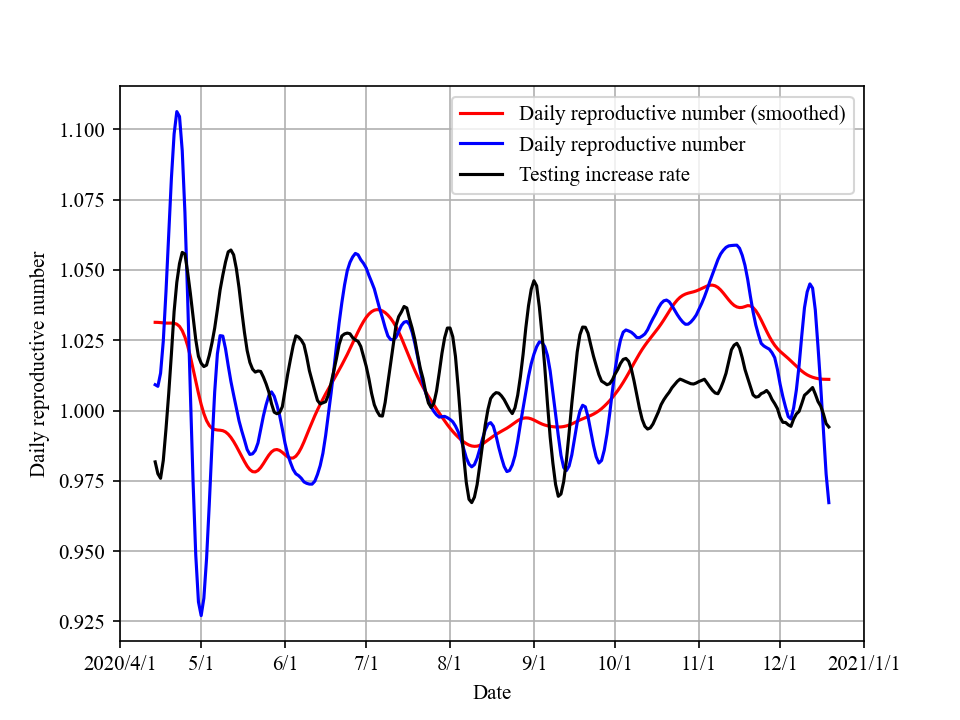 Daily reproductive number (smoothed)
Daily reproductive number
Testing increase rate
Daily reproductive number
1.100
1.075
1.050
1.025
1.000
0.975
0.950
0.925
2020/4/1 5/1 6/1 7/1 8/1 9/1 10/1 11/1 12/1 2021/1/1
Date